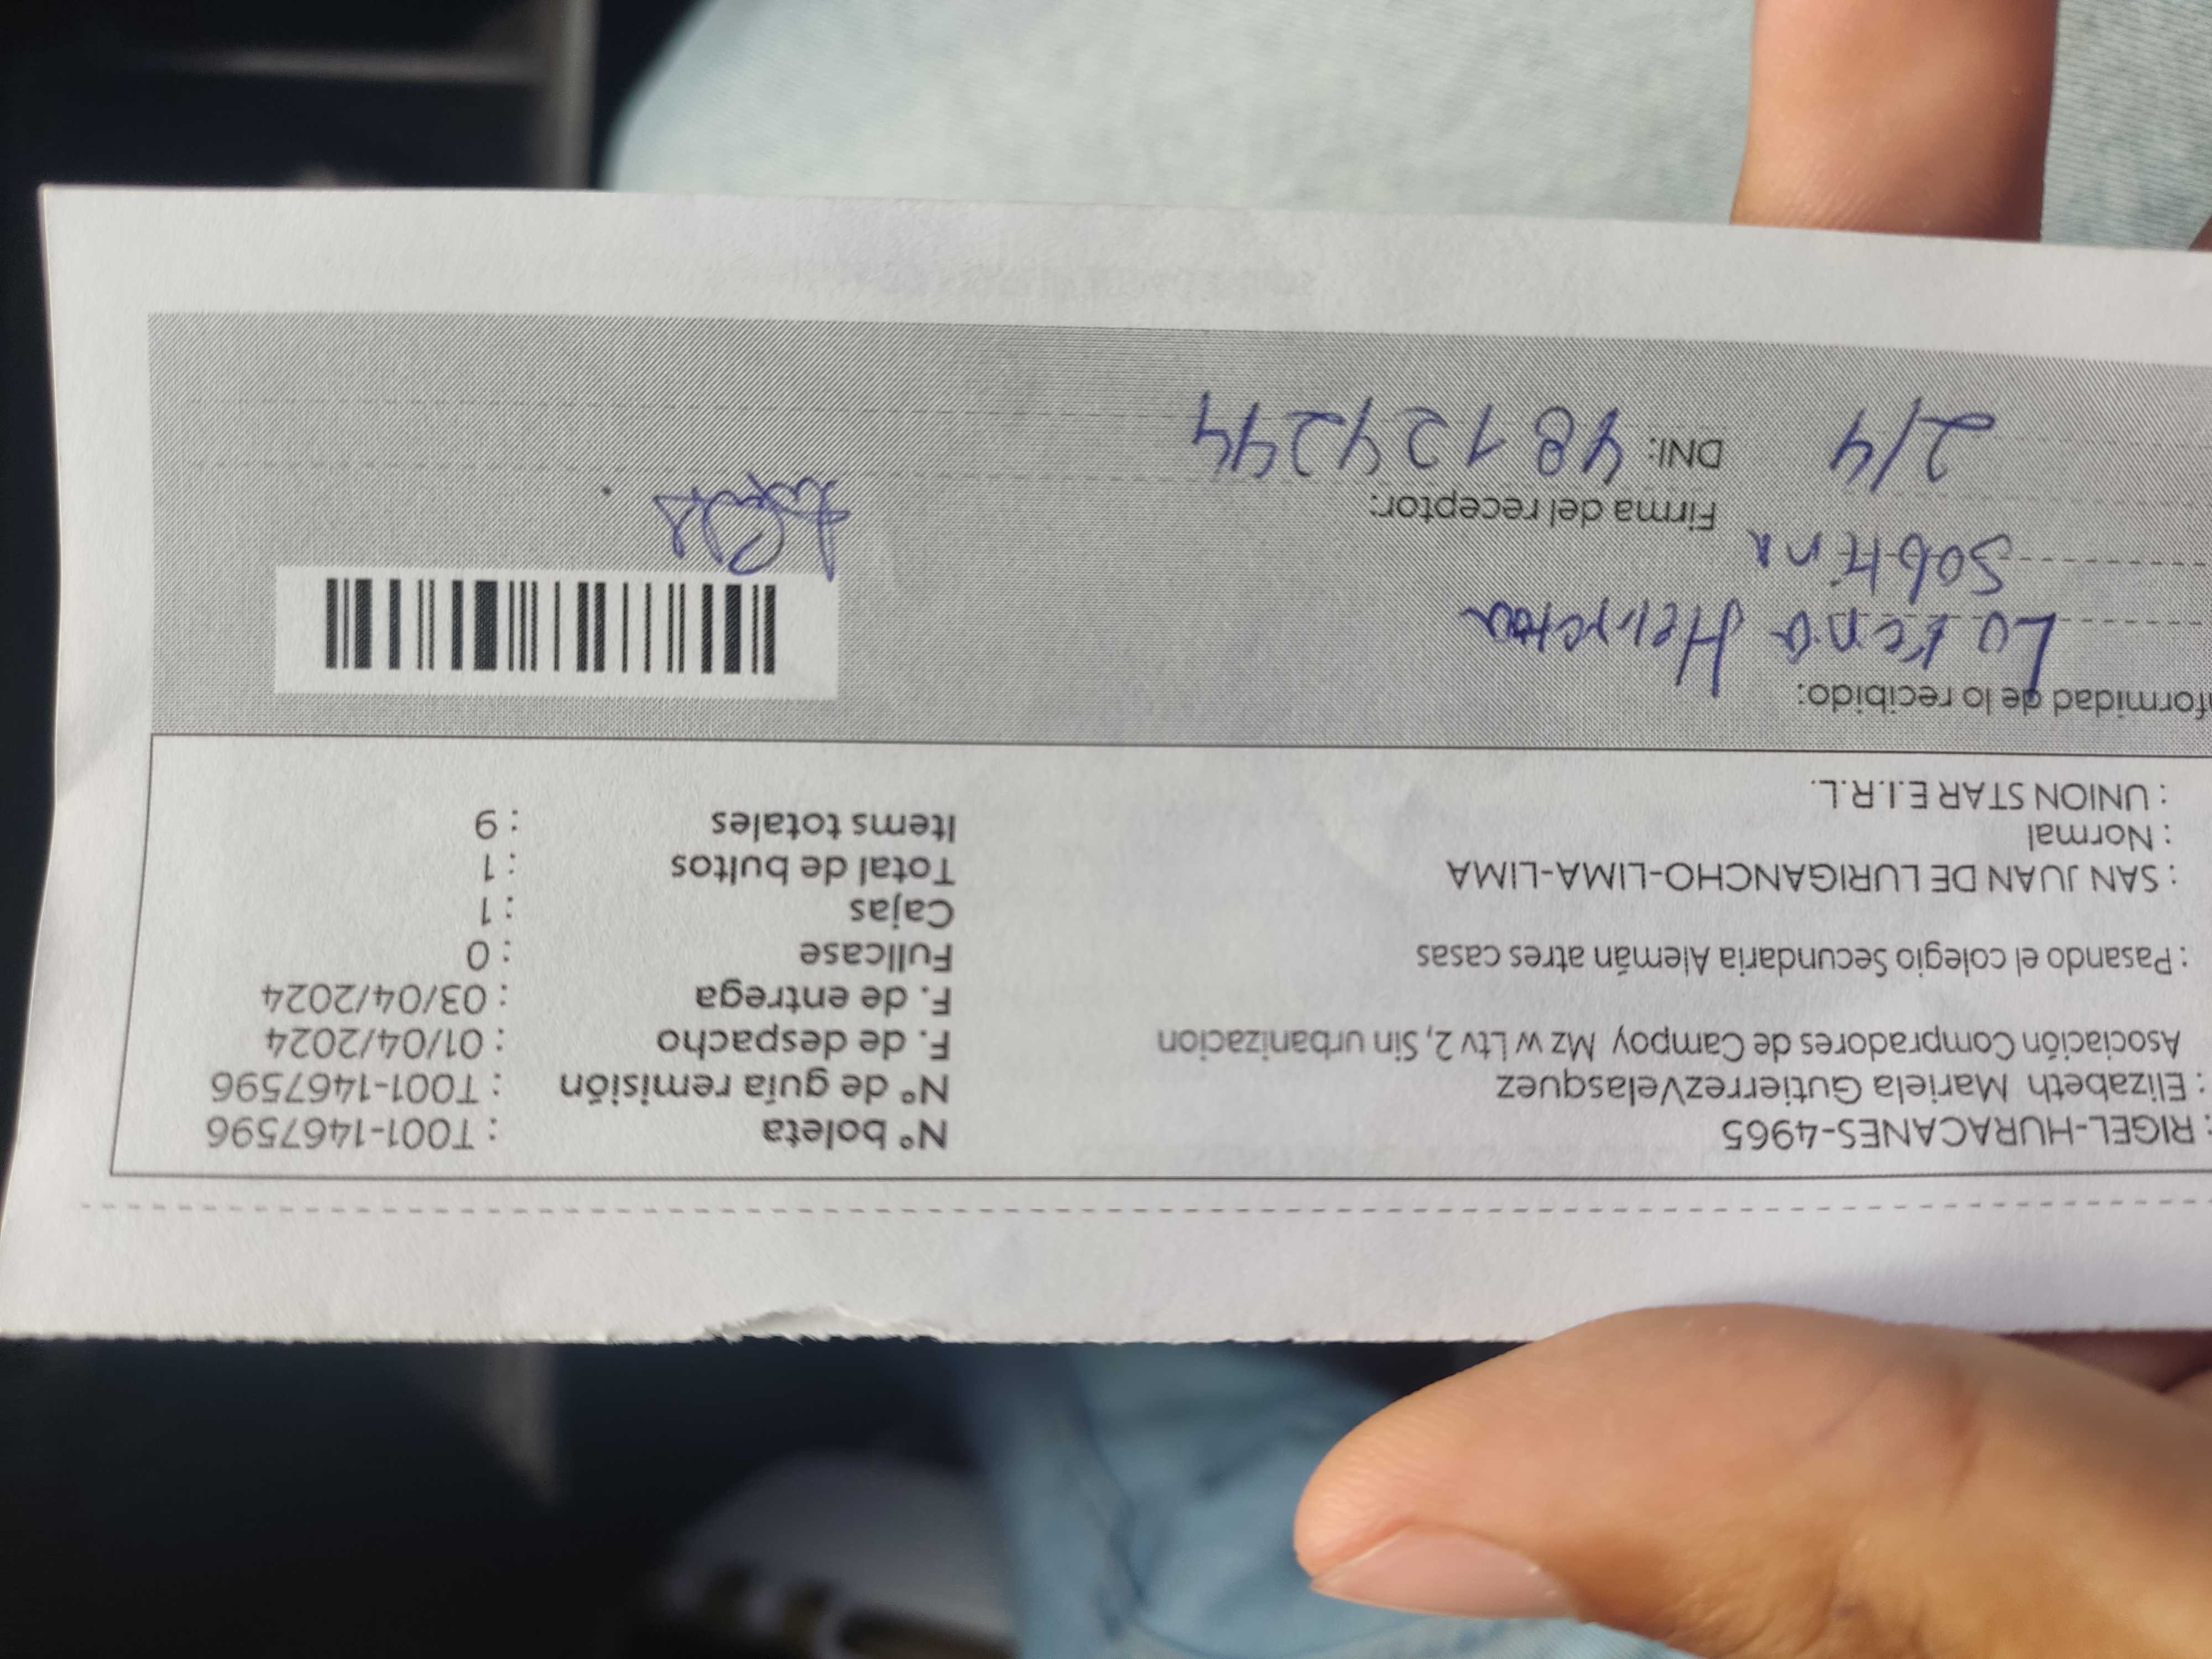 : RIGEL-HURACANES-4965 N° boleta : T001-1467596
: Elizabeth Mariela GutierrezVelasquez N° de guía remisión : T001-1467596
Asociación Compradores de Campoy Mz w Ltv 2, Sin urbanizacion F. de despacho : 01/04/2024
F. de entrega : 03/04/2024
: Pasando el colegio Secundaria Alemán atres casas Fullcase : 0
Cajas : 1
: SAN JUAN DE LURIGANCHO-LIMA-LIMA Total de bultos : 1
: Normal Items totales : 9
: UNION STAR E.I.R.L.
formidad de lo recibido:
Lorena
Sobrina
Firma del receptor:
2/4 DNI: 48124244